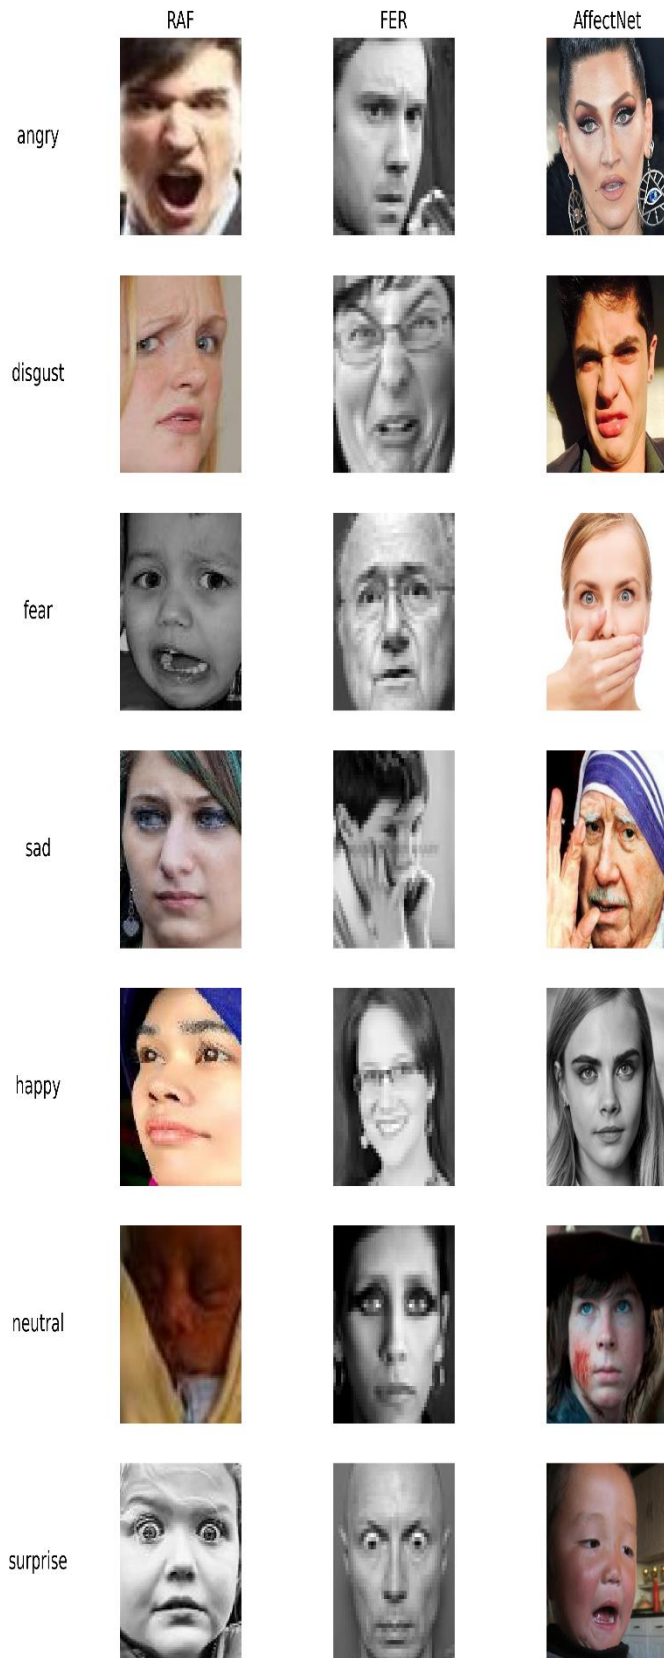 RAF FER AffectNet
angry
disgust
fear
sad
happy
neutral
surprise